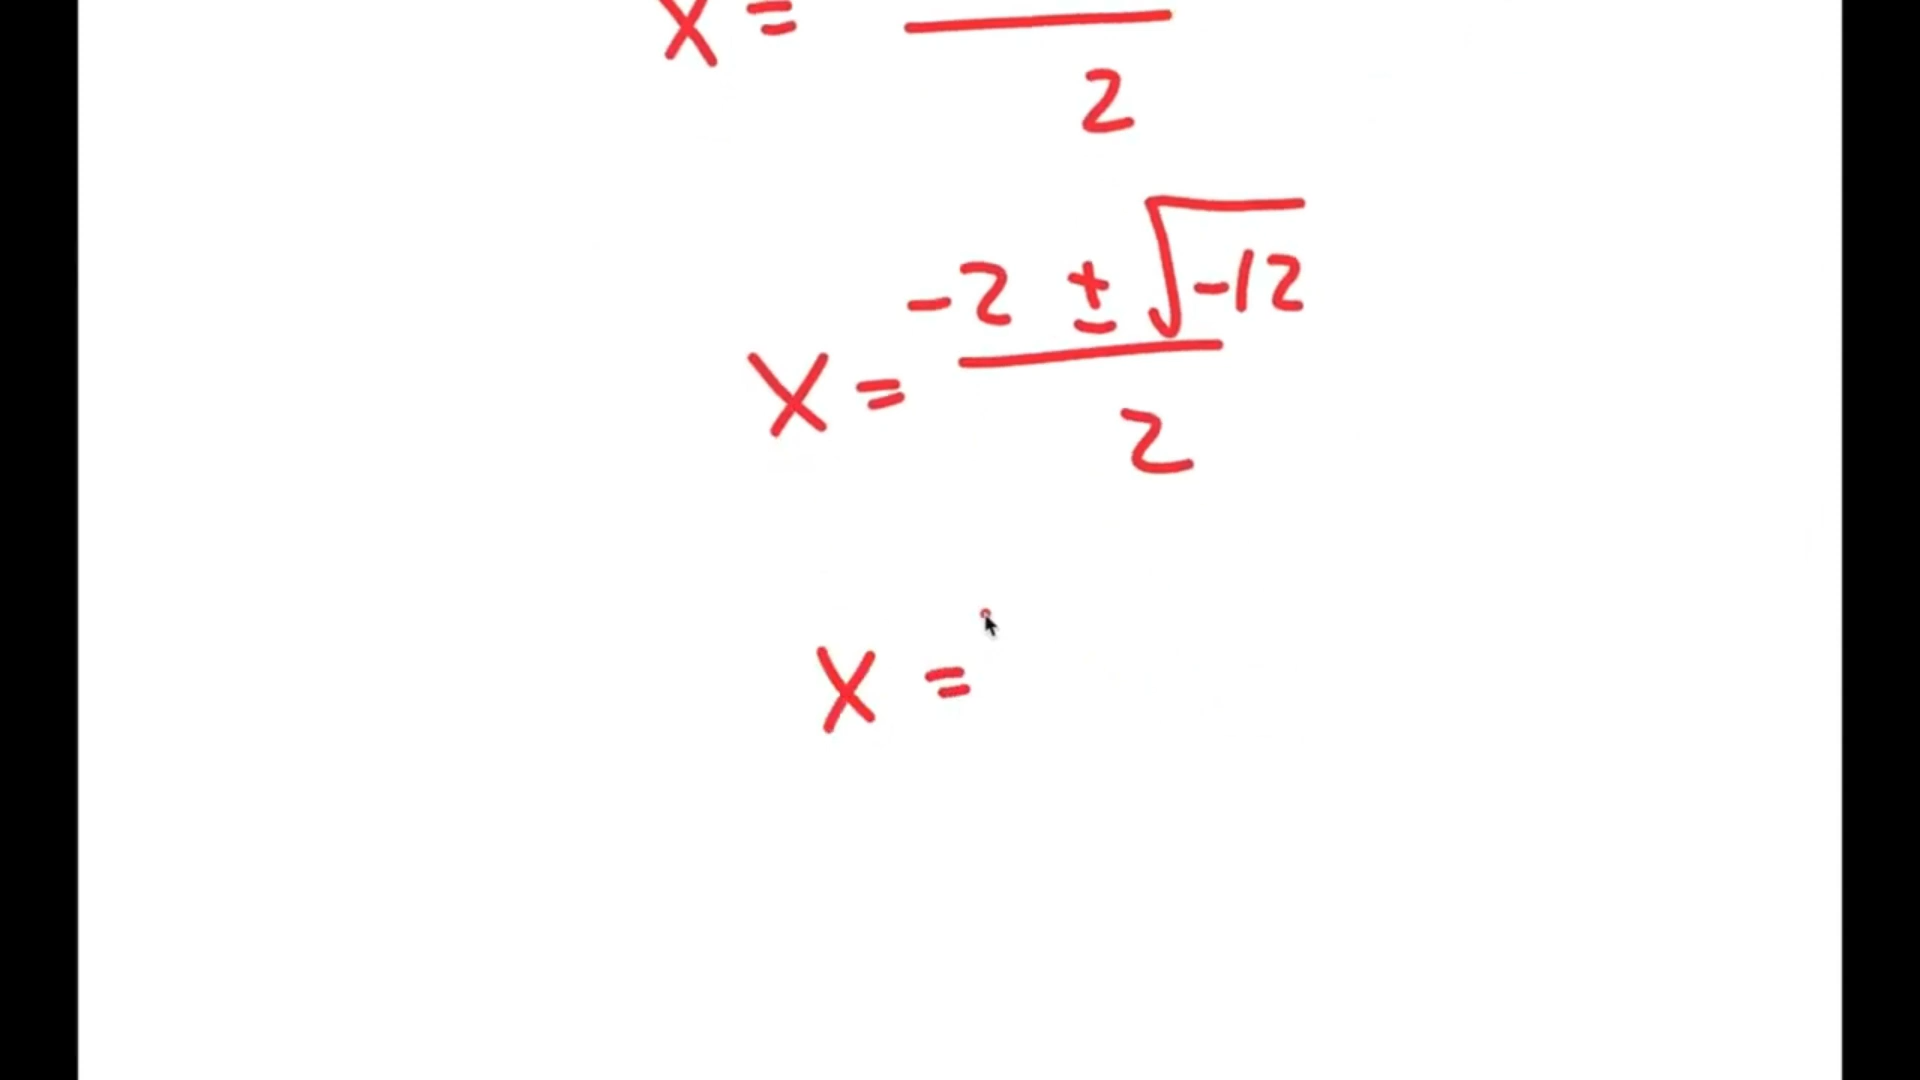 x =
2
-2 ± √-12
x =
2
x =